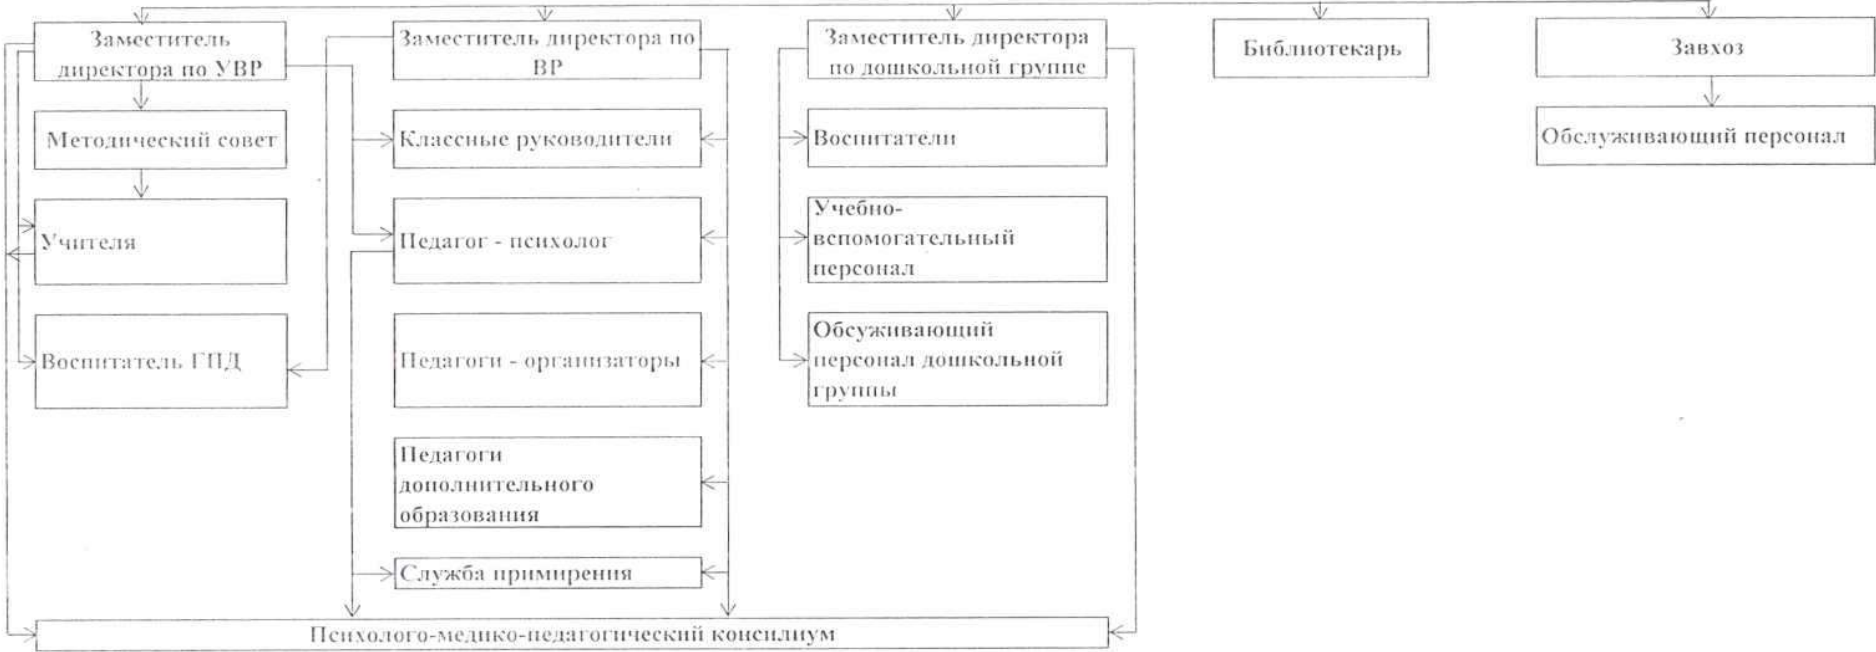 Заместитель
директора по УВР
Заместитель директора по
ВР
Заместитель директора
по дошкольной группе
Библиотекарь
Завхоз
Методический совет
Классные руководители
Воспитатели
Обслуживающий персонал
Учителя
Педагог - психолог
Учебно-
вспомогательный
персонал
Воспитатель ГПД
Педагоги - организаторы
Обсуживающий
персонал дошкольной
группы
Педагоги
дополнительного
образования
Служба примирения
Психолого-медико-педагогический консилиум